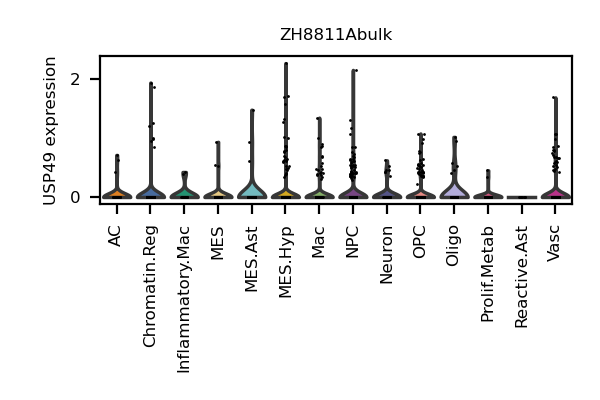 ZH8811Abulk
USP49 expression
2
0
AC
Chromatin.Reg
Inflammatory.Mac
MES
MES.Ast
MES.Hyp
Mac
NPC
Neuron
OPC
Oligo
Prolif.Metab
Reactive.Ast
Vasc